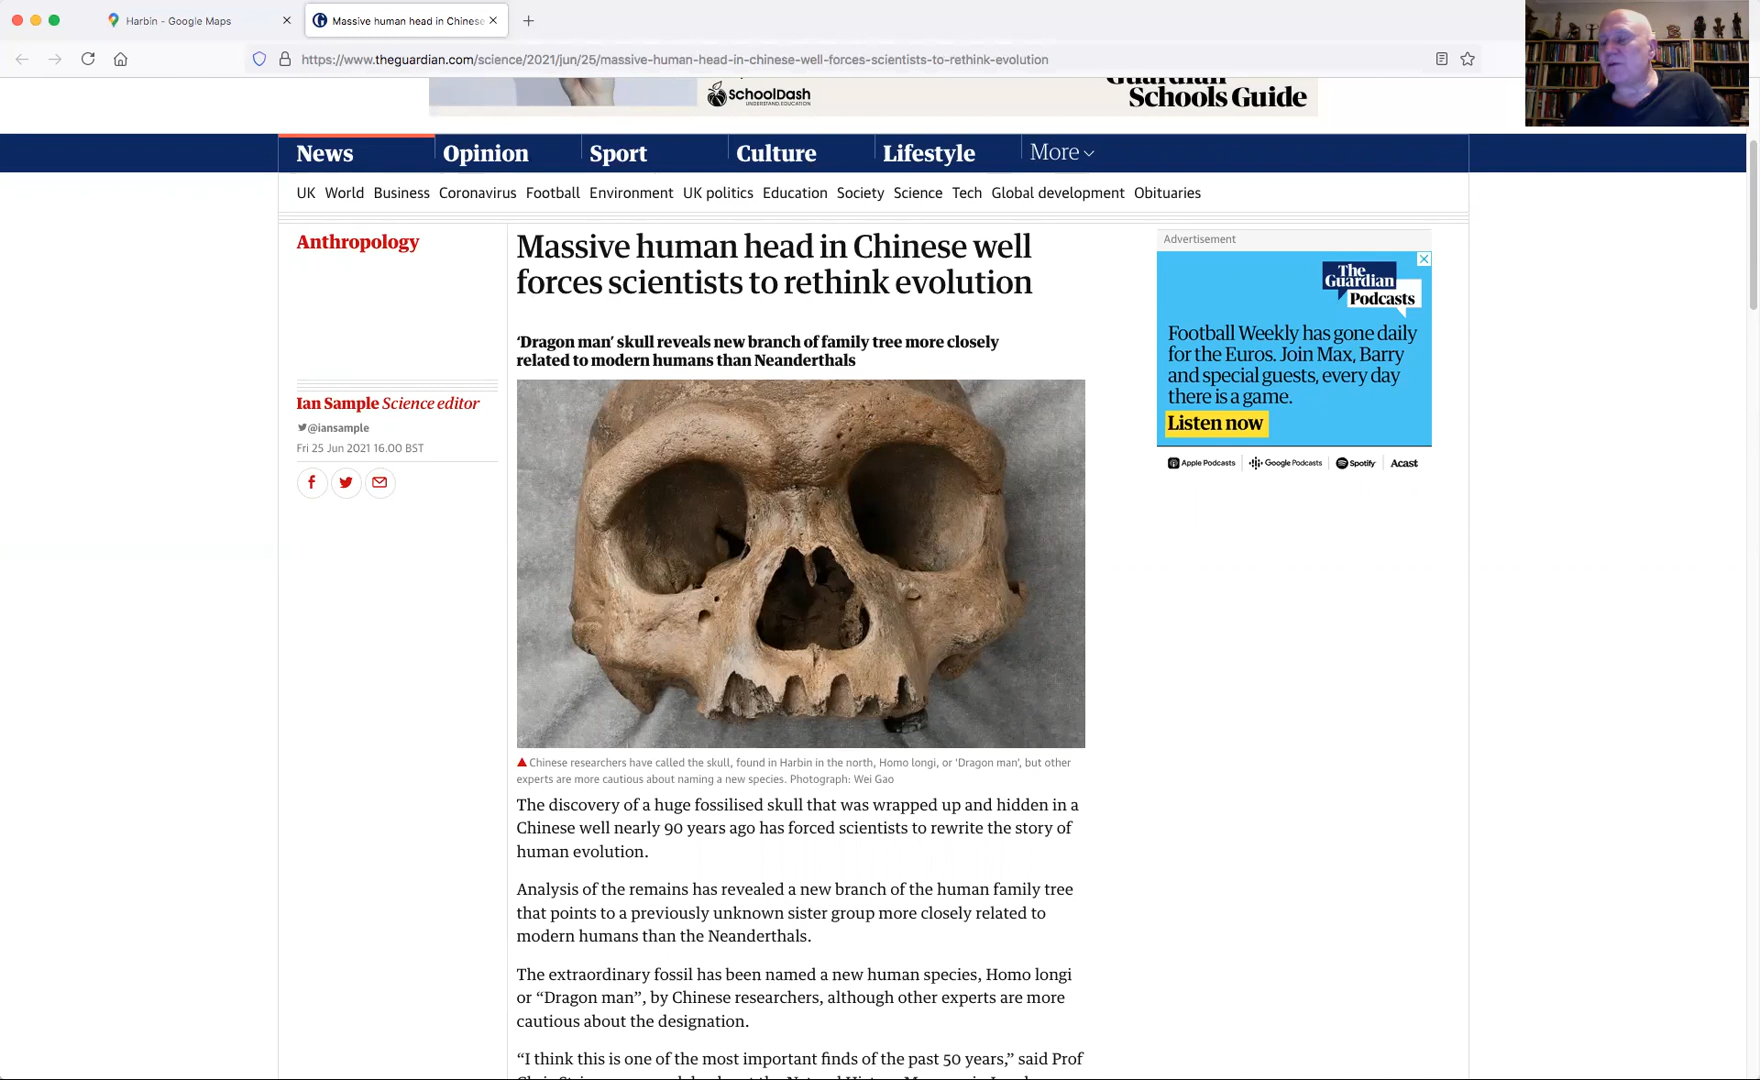 Harbin - Google Maps
Massive human head in Chinese
https://www.theguardian.com/science/2021/jun/25/massive-human-head-in-chinese-well-forces-scientists-to-rethink-evolution
SchoolDash
UNDERSTAND, EDUCATION
Guardian
Schools Guide
News Opinion Sport Culture Lifestyle More
UK World Business Coronavirus Football Environment UK politics Education Society Science Tech Global development Obituaries
Anthropology
Massive human head in Chinese well
forces scientists to rethink evolution
‘Dragon man’ skull reveals new branch of family tree more closely
related to modern humans than Neanderthals
Ian Sample Science editor
@iansample
Fri 25 Jun 2021 16.00 BST
Chinese researchers have called the skull, found in Harbin in the north, Homo longi, or ‘Dragon man’, but other
experts are more cautious about naming a new species. Photograph: Wei Gao
The discovery of a huge fossilised skull that was wrapped up and hidden in a
Chinese well nearly 90 years ago has forced scientists to rewrite the story of
human evolution.
Analysis of the remains has revealed a new branch of the human family tree
that points to a previously unknown sister group more closely related to
modern humans than the Neanderthals.
The extraordinary fossil has been named a new human species, Homo longi
or “Dragon man”, by Chinese researchers, although other experts are more
cautious about the designation.
“I think this is one of the most important finds of the past 50 years,” said Prof
Advertisement
The
Guardian
Podcasts
Football Weekly has gone daily
for the Euros. Join Max, Barry
and special guests, every day
there is a game.
Listen now
Apple Podcasts Google Podcasts Spotify Acast